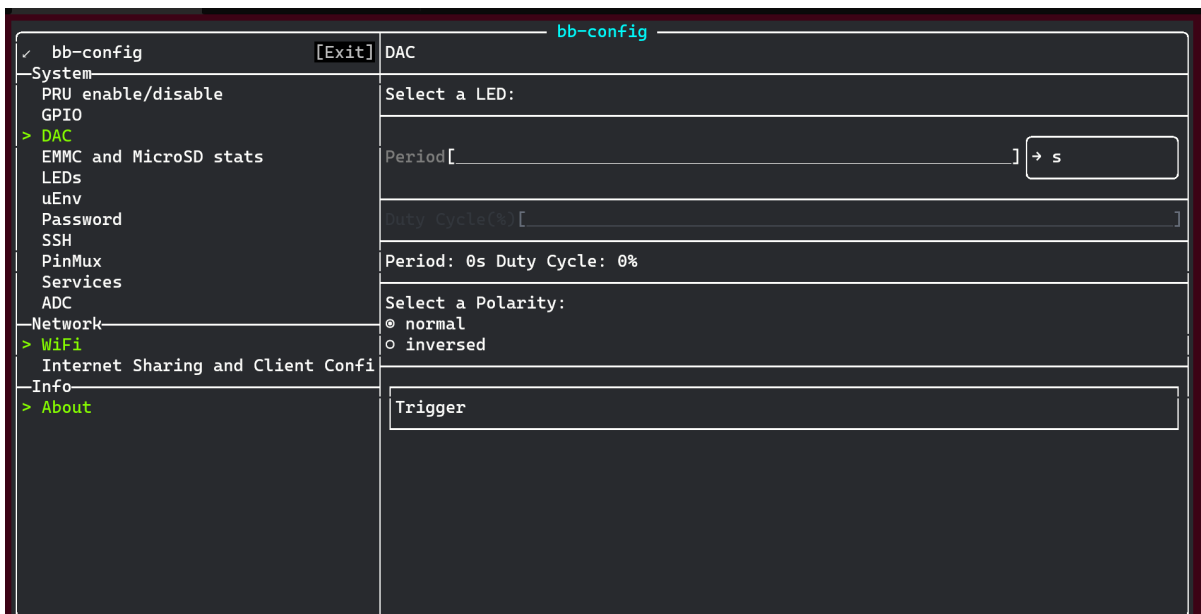 bb-config
✓ bb-config [Exit]
System
PRU enable/disable
GPIO
> DAC
EMMC and MicroSD stats
LEDs
uEnv
Password
SSH
PinMux
Services
ADC
Network
> WiFi
Internet Sharing and Client Confi
Info
> About
DAC
Select a LED:
Period[ ] → s
Duty Cycle(%)[ ]
Period: 0s Duty Cycle: 0%
Select a Polarity:
◉ normal
○ inversed
Trigger